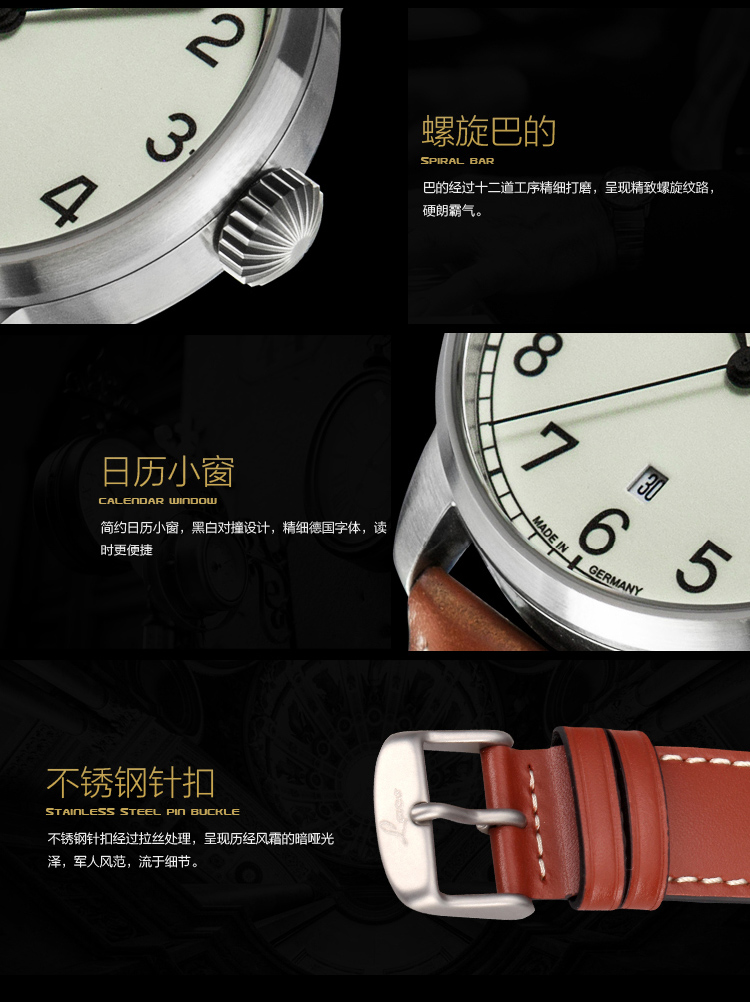 2
3
4
螺旋巴的
SPIRAL BAR
巴的经过十二道工序精细打磨，呈现精致螺旋纹路，
硬朗霸气。
日历小窗
CALENDAR WINDOW
简约日历小窗，黑白对撞设计，精细德国字体，读
时更便捷
8
7
30
6
5
MADE IN GERMANY
不锈钢针扣
STAINLESS STEEL PIN BUCKLE
不锈钢针扣经过拉丝处理，呈现历经风霜的暗哑光
泽，军人风范，流于细节。
Laco